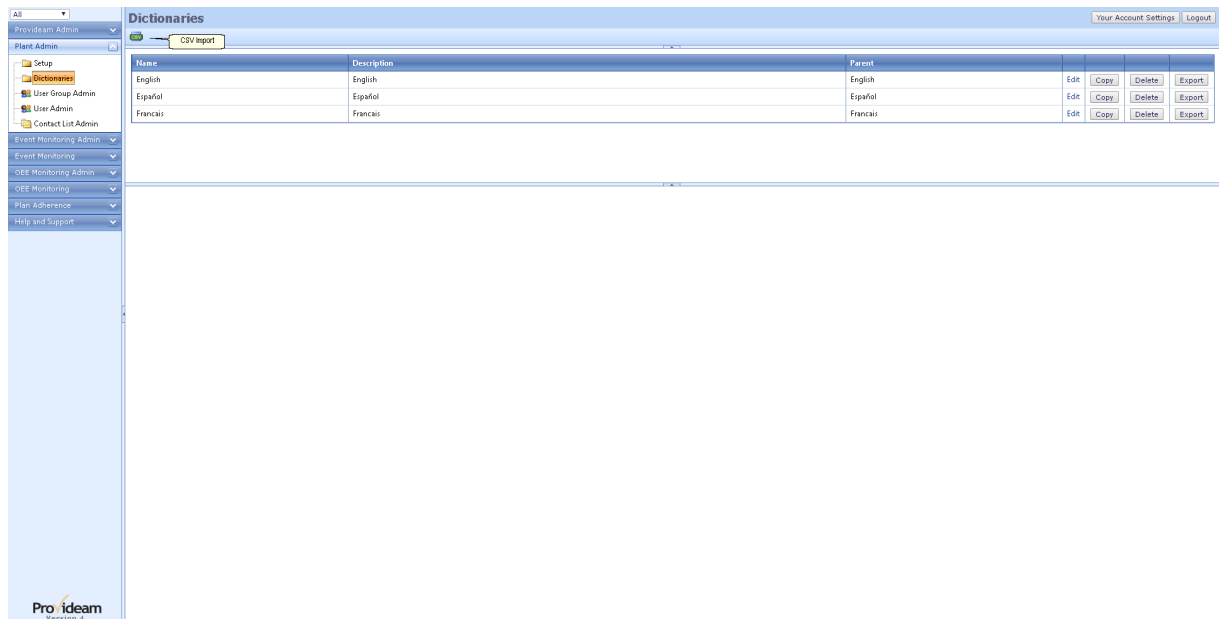 All
Provideam Admin
Plant Admin
Setup
Dictionaries
User Group Admin
User Admin
Contact List Admin
Event Monitoring Admin
Event Monitoring
OEE Monitoring Admin
OEE Monitoring
Plan Adherence
Help and Support
Provideam
Version 4
Dictionaries
Your Account Settings Logout
CSV CSV Import
Name Description Parent
English English English Edit Copy Delete Export
Español Español Español Edit Copy Delete Export
Francais Francais Francais Edit Copy Delete Export